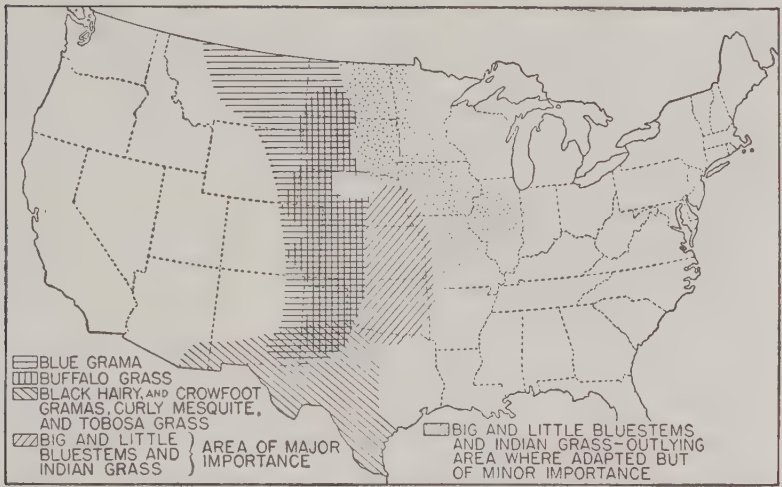 BLUE GRAMA
BUFFALO GRASS
BLACK HAIRY, AND CROWFOOT
GRAMAS, CURLY MESQUITE,
AND TOBOSA GRASS
BIG AND LITTLE
BLUESTEMS AND
INDIAN GRASS
AREA OF MAJOR
IMPORTANCE
BIG AND LITTLE BLUESTEMS
AND INDIAN GRASS-OUTLYING
AREA WHERE ADAPTED BUT
OF MINOR IMPORTANCE